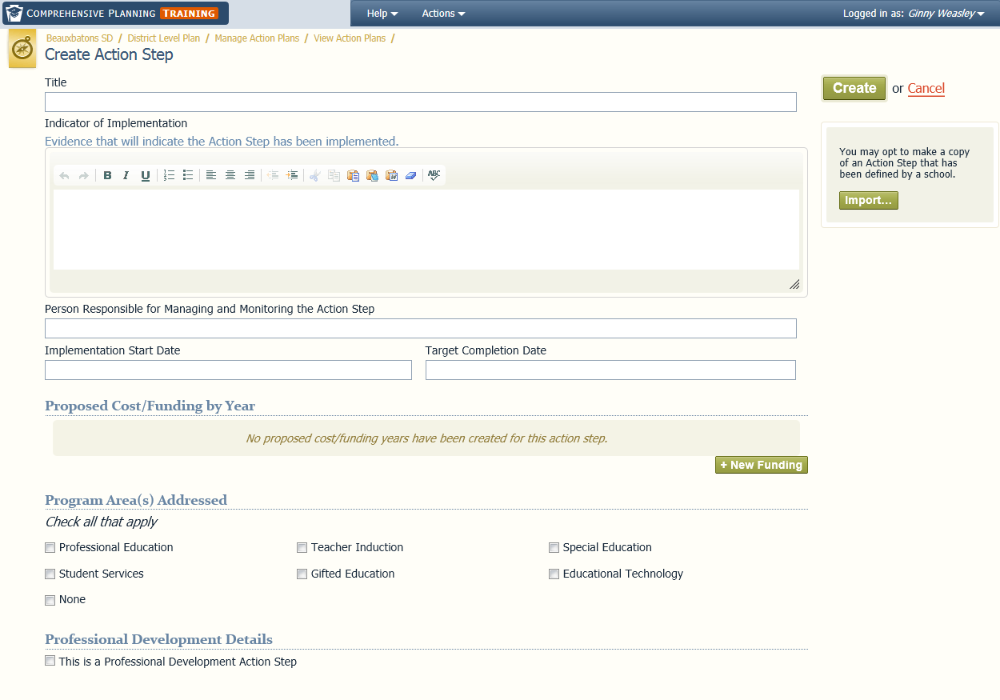 COMPREHENSIVE PLANNING TRAINING
Help Actions Logged in as: Ginny Weasley
Beauxbatons SD / District Level Plan / Manage Action Plans / View Action Plans /
Create Action Step
Title
Create or Cancel
Indicator of Implementation
Evidence that will indicate the Action Step has been implemented.
B I U ABC
You may opt to make a copy
of an Action Step that has
been defined by a school.
Import...
Person Responsible for Managing and Monitoring the Action Step
Implementation Start Date Target Completion Date
Proposed Cost/Funding by Year
No proposed cost/funding years have been created for this action step.
+ New Funding
Program Area(s) Addressed
Check all that apply
Professional Education Teacher Induction Special Education
Student Services Gifted Education Educational Technology
None
Professional Development Details
This is a Professional Development Action Step